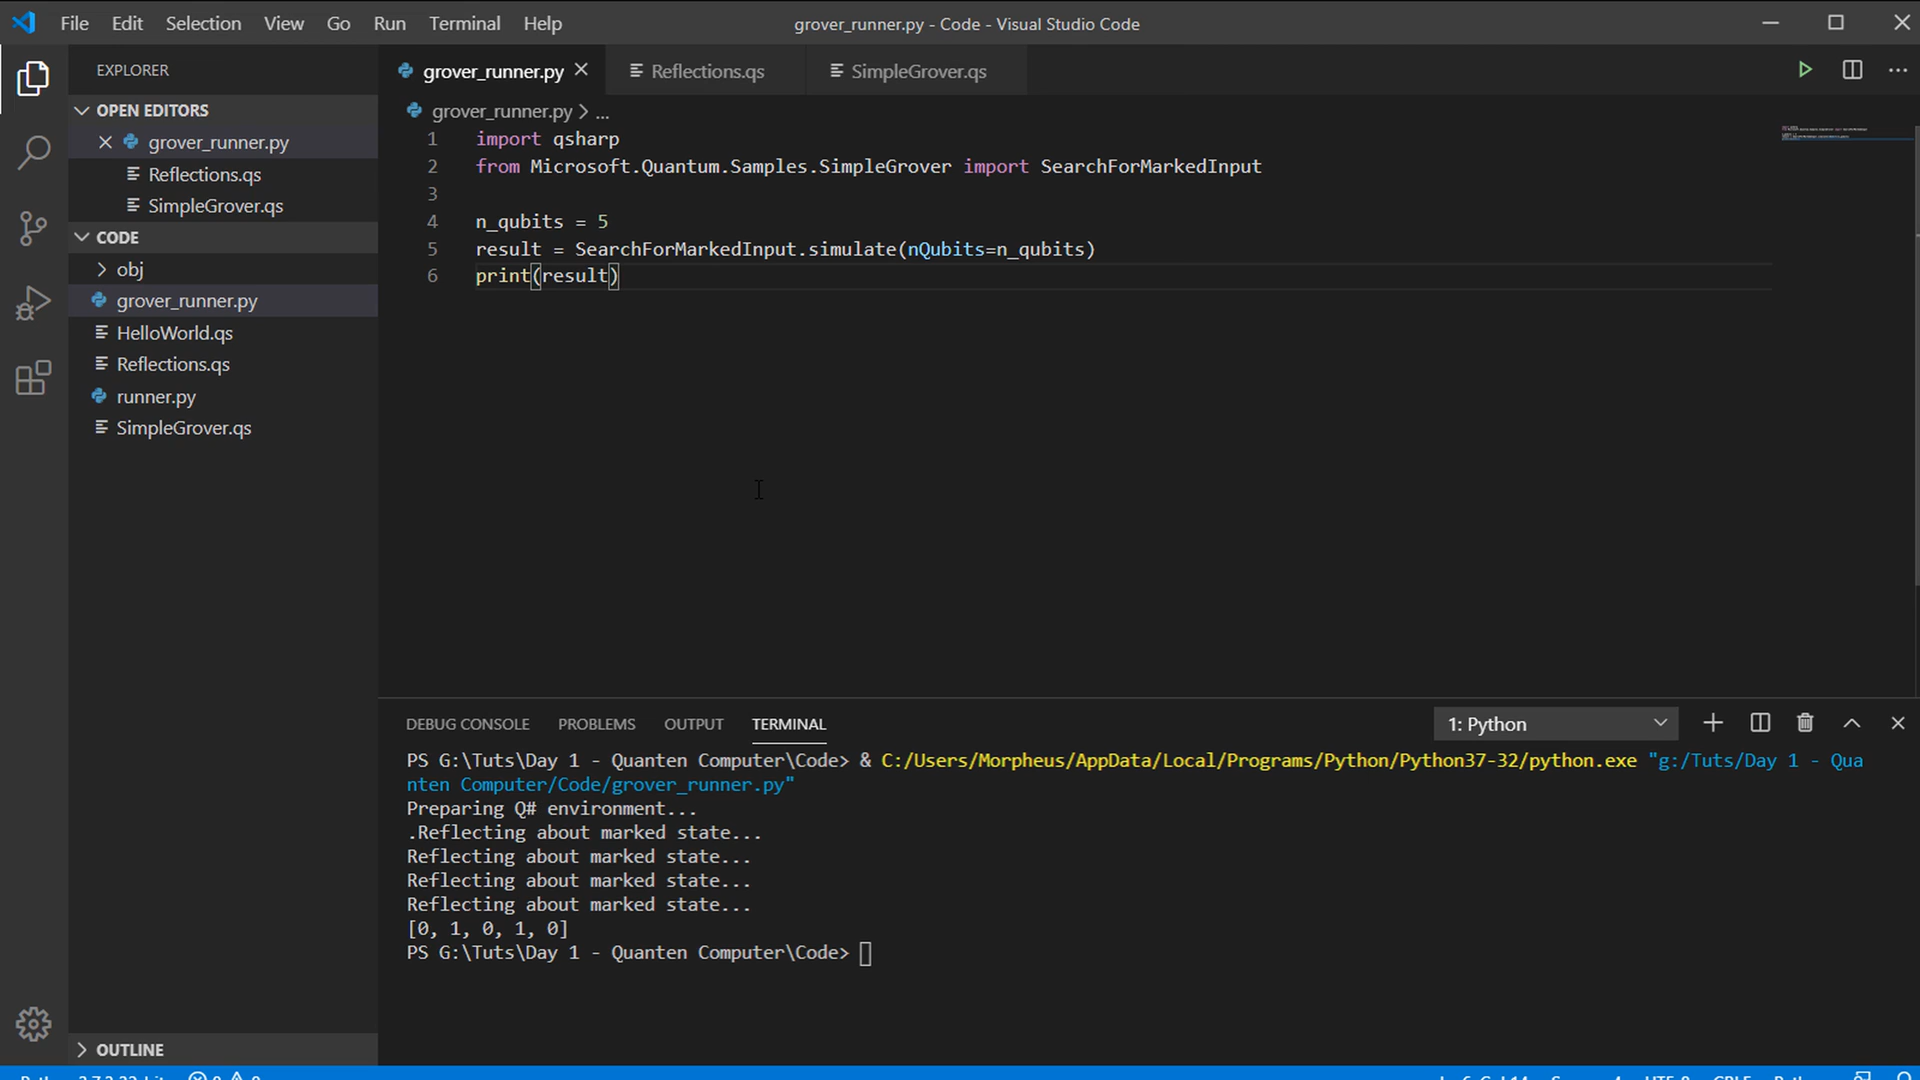 File Edit Selection View Go Run Terminal Help
grover_runner.py - Code - Visual Studio Code
EXPLORER
OPEN EDITORS
grover_runner.py
Reflections.qs
SimpleGrover.qs
CODE
obj
grover_runner.py
HelloWorld.qs
Reflections.qs
runner.py
SimpleGrover.qs
OUTLINE
grover_runner.py Reflections.qs SimpleGrover.qs
grover_runner.py > ...
1 import qsharp
2 from Microsoft.Quantum.Samples.SimpleGrover import SearchForMarkedInput
3
4 n_qubits = 5
5 result = SearchForMarkedInput.simulate(nQubits=n_qubits)
6 print(result)
DEBUG CONSOLE PROBLEMS OUTPUT TERMINAL 1: Python
PS G:\Tuts\Day 1 - Quanten Computer\Code> & C:/Users/Morpheus/AppData/Local/Programs/Python/Python37-32/python.exe "g:/Tuts/Day 1 - Qua
nten Computer/Code/grover_runner.py"
Preparing Q# environment...
.Reflecting about marked state...
Reflecting about marked state...
Reflecting about marked state...
Reflecting about marked state...
[0, 1, 0, 1, 0]
PS G:\Tuts\Day 1 - Quanten Computer\Code>